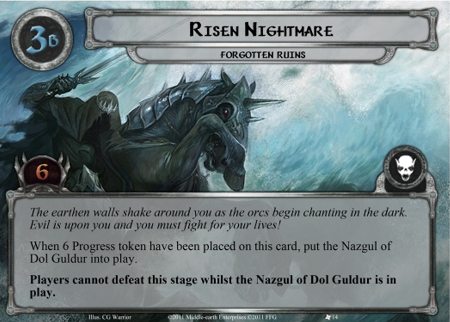 3B
Risen Nightmare
Forgotten Ruins
6
The earthen walls shake around you as the orcs begin chanting in the dark.
Evil is upon you and you must fight for your lives!
When 6 Progress token have been placed on this card, put the Nazgul of
Dol Guldur into play.
Players cannot defeat this stage whilst the Nazgul of Dol Guldur is in
play.
Illus. CG Warrior ©2011 Middle-earth Enterprises ©2011 FFG 14